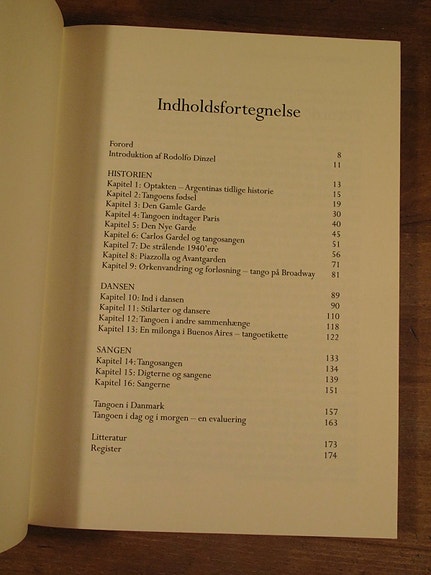 Indholdsfortegnelse
Forord 8
Introduktion af Rodolfo Dinzel 11
HISTORIEN 13
Kapitel 1: Optakten – Argentinas tidlige historie 15
Kapitel 2: Tangoens fødsel 19
Kapitel 3: Den Gamle Garde 30
Kapitel 4: Tangoen indtager Paris 40
Kapitel 5: Den Nye Garde 45
Kapitel 6: Carlos Gardel og tangosangen 51
Kapitel 7: De strålende 1940'ere 56
Kapitel 8: Piazzolla og Avantgarden 71
Kapitel 9: Ørkenvandring og forløsning – tango på Broadway 81
DANSEN 89
Kapitel 10: Ind i dansen 90
Kapitel 11: Stilarter og dansere 110
Kapitel 12: Tangoen i andre sammenhænge 118
Kapitel 13: En milonga i Buenos Aires – tangoetikette 122
SANGEN 133
Kapitel 14: Tangosangen 134
Kapitel 15: Digterne og sangene 139
Kapitel 16: Sangerne 151
Tangoen i Danmark 157
Tangoen i dag og i morgen – en evaluering 163
Litteratur 173
Register 174